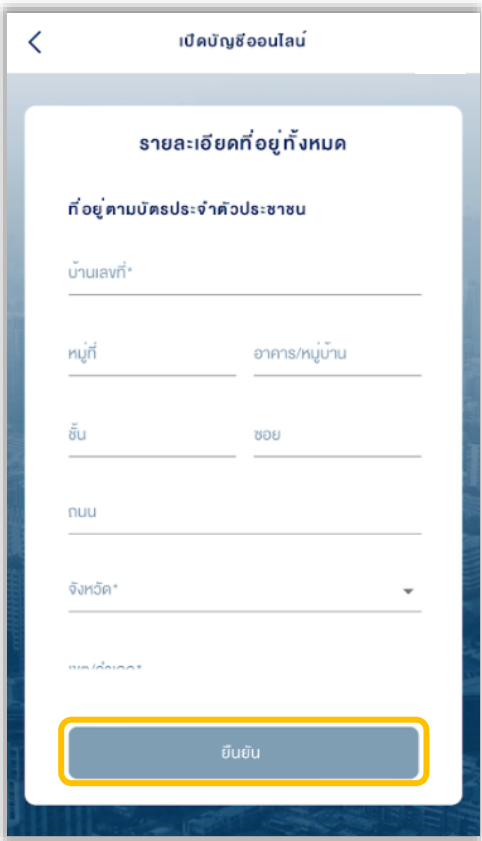 เปิดบัญชีออนไลน์
รายละเอียดที่อยู่ทั้งหมด
ที่อยู่ตามบัตรประจำตัวประชาชน
บ้านเลขที่*
หมู่ที่ อาคาร/หมู่บ้าน
ชั้น ซอย
ถนน
จังหวัด*
ยืนยัน